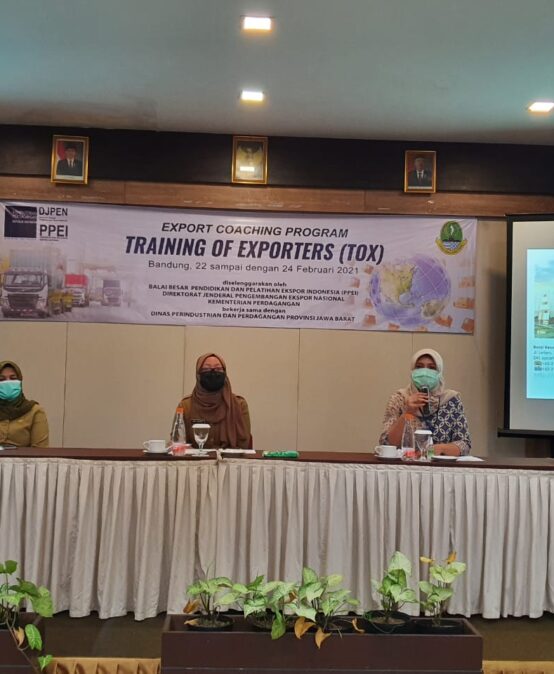 DJPEN
PPEI
EXPORT COACHING PROGRAM
TRAINING OF EXPORTERS (TOX)
Bandung, 22 sampai dengan 24 Februari 2021
diselenggarakan oleh
BALAI BESAR PENDIDIKAN DAN PELATIHAN EKSPOR INDONESIA (PPEI)
DIREKTORAT JENDERAL PENGEMBANGAN EKSPOR NASIONAL
KEMENTERIAN PERDAGANGAN
bekerja sama dengan
DINAS PERINDUSTRIAN DAN PERDAGANGAN PROVINSI JAWA BARAT